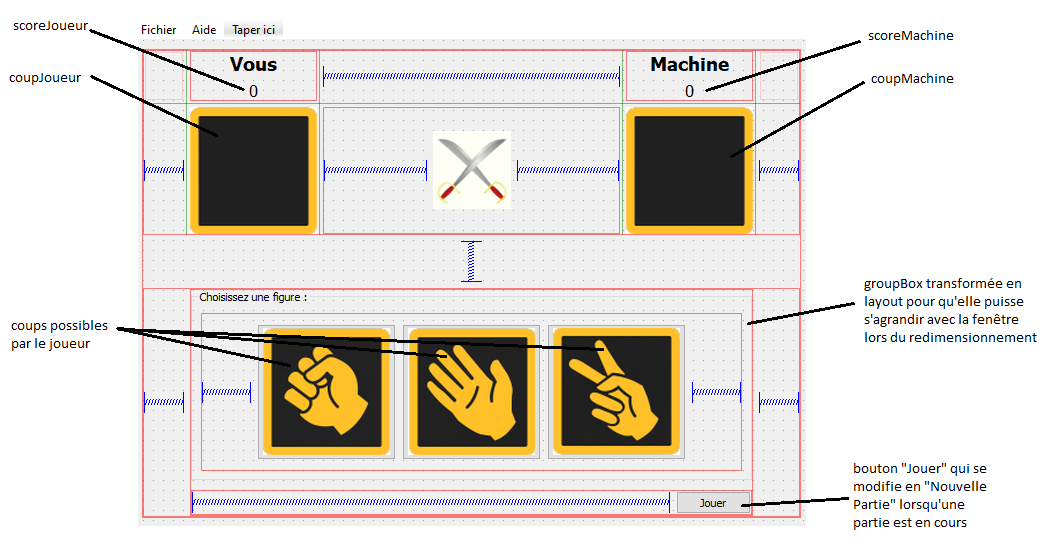 scoreJoueur
Fichier Aide Taper ici
scoreMachine
coupJoueur
Vous
0
Machine
0
coupMachine
Choisissez une figure :
groupBox transformée en
layout pour qu'elle puisse
s'agrandir avec la fenêtre
lors du redimensionnement
coups possibles
par le joueur
Jouer
bouton "Jouer" qui se
modifie en "Nouvelle
Partie" lorsqu'une
partie est en cours